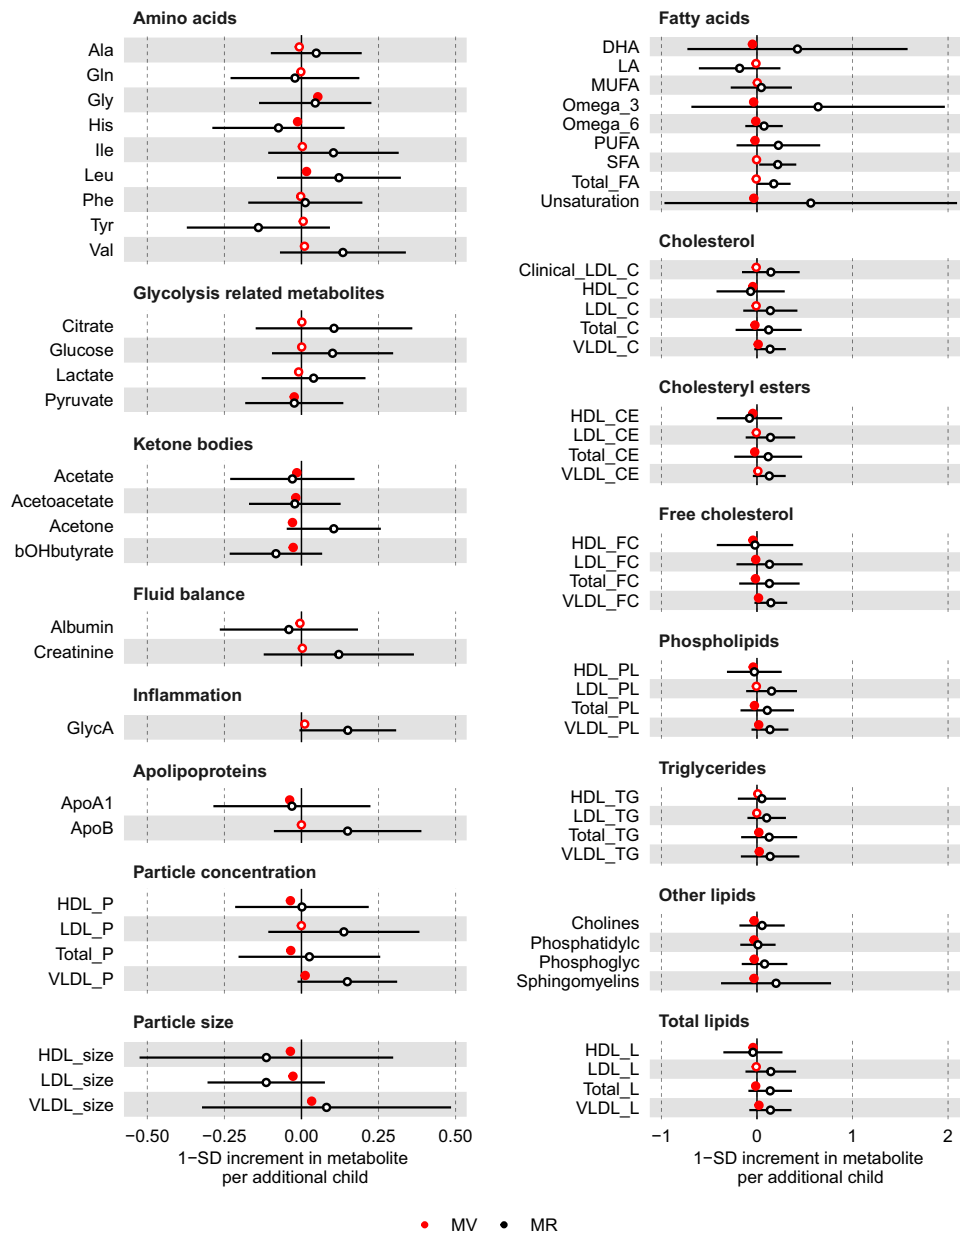 Amino acids
Ala
Gln
Gly
His
Ile
Leu
Phe
Tyr
Val
Glycolysis related metabolites
Citrate
Glucose
Lactate
Pyruvate
Ketone bodies
Acetate
Acetoacetate
Acetone
bOHbutyrate
Fluid balance
Albumin
Creatinine
Inflammation
GlycA
Apolipoproteins
ApoA1
ApoB
Particle concentration
HDL_P
LDL_P
Total_P
VLDL_P
Particle size
HDL_size
LDL_size
VLDL_size
−0.50 −0.25 0.00 0.25 0.50
1−SD increment in metabolite
per additional child
Fatty acids
DHA
LA
MUFA
Omega_3
Omega_6
PUFA
SFA
Total_FA
Unsaturation
Cholesterol
Clinical_LDL_C
HDL_C
LDL_C
Total_C
VLDL_C
Cholesteryl esters
HDL_CE
LDL_CE
Total_CE
VLDL_CE
Free cholesterol
HDL_FC
LDL_FC
Total_FC
VLDL_FC
Phospholipids
HDL_PL
LDL_PL
Total_PL
VLDL_PL
Triglycerides
HDL_TG
LDL_TG
Total_TG
VLDL_TG
Other lipids
Cholines
Phosphatidylc
Phosphoglyc
Sphingomyelins
Total lipids
HDL_L
LDL_L
Total_L
VLDL_L
−1 0 1 2
1−SD increment in metabolite
per additional child
MV MR